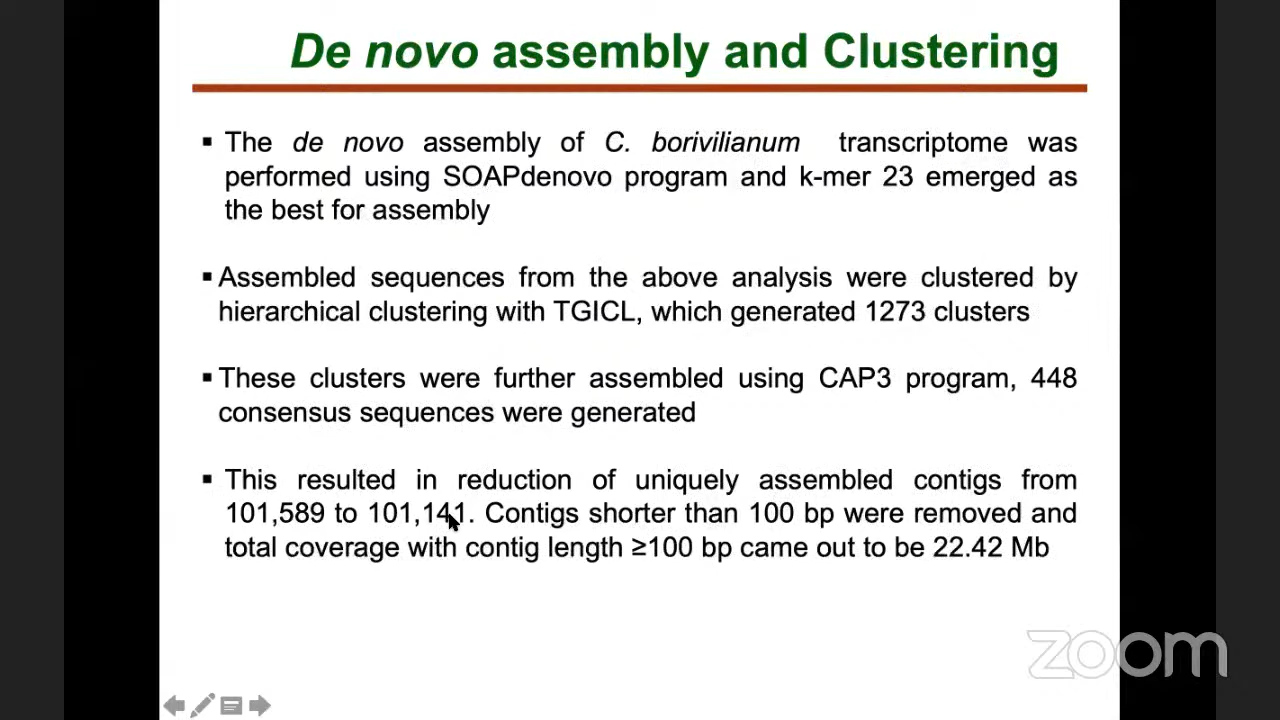 De novo assembly and Clustering
▪ The de novo assembly of C. borivilianum transcriptome was
performed using SOAPdenovo program and k-mer 23 emerged as
the best for assembly
▪ Assembled sequences from the above analysis were clustered by
hierarchical clustering with TGICL, which generated 1273 clusters
▪ These clusters were further assembled using CAP3 program, 448
consensus sequences were generated
▪ This resulted in reduction of uniquely assembled contigs from
101,589 to 101,141. Contigs shorter than 100 bp were removed and
total coverage with contig length ≥100 bp came out to be 22.42 Mb
zoom